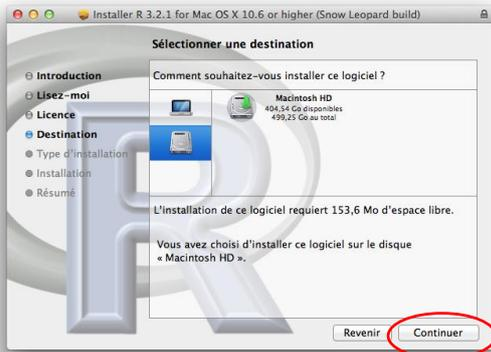 Installer R 3.2.1 for Mac OS X 10.6 or higher (Snow Leopard build)
Sélectionner une destination
Introduction
Lisez-moi
Licence
Destination
Type d'installation
Installation
Résumé
Comment souhaitez-vous installer ce logiciel ?
Macintosh HD
404,54 Go disponibles
499,25 Go au total
L'installation de ce logiciel requiert 153,6 Mo d'espace libre.
Vous avez choisi d'installer ce logiciel sur le disque
« Macintosh HD ».
Revenir
Continuer